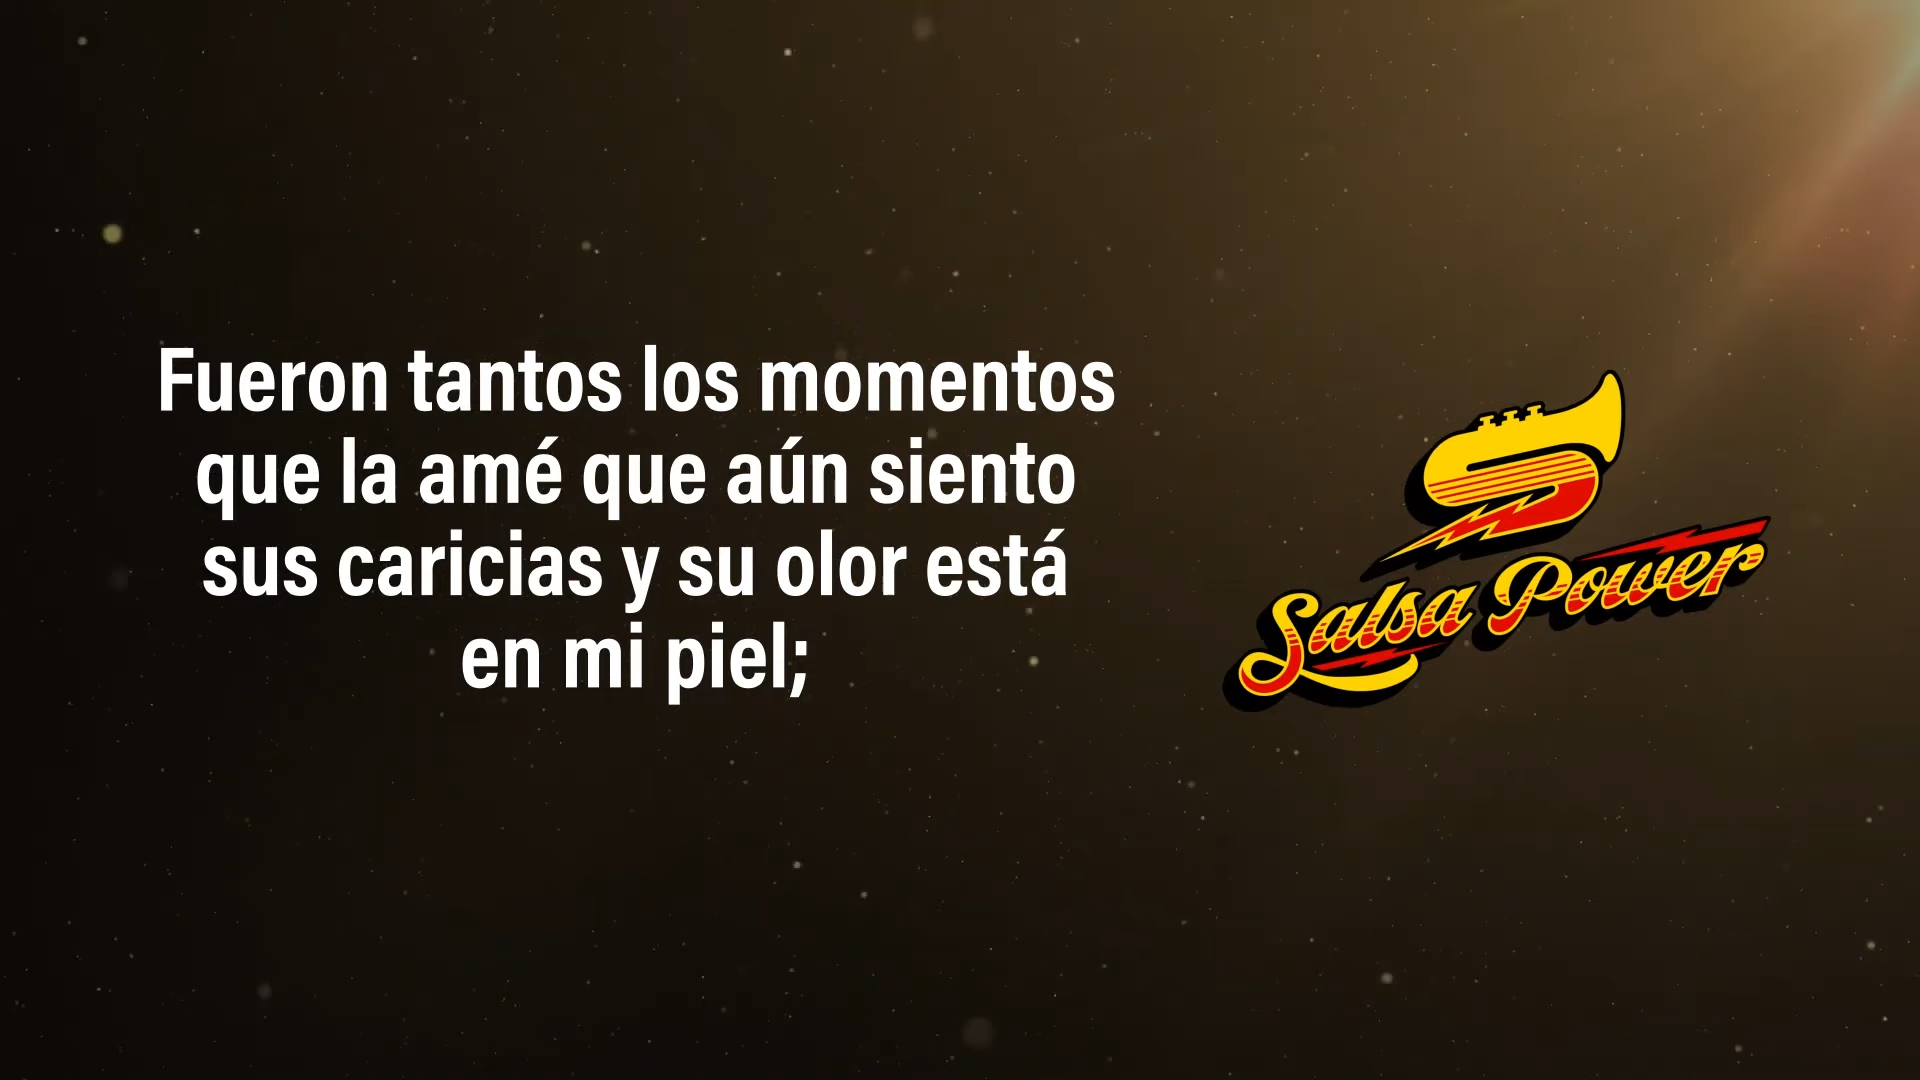 Fueron tantos los momentos
que la amé que aún siento
sus caricias y su olor está
en mi piel;
Salsa Power